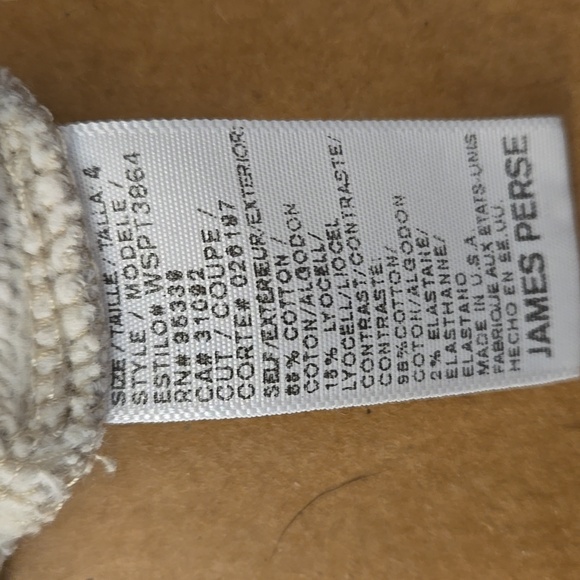 SIZE/TAILLE/TALLA 4
STYLE/MODELE/
ESTILO# WSPT3864
RN# 95339
CA# 31092
CUT/COUPE/
CORTE# 026197
SELF/EXTERIEUR/EXTERIOR:
85% COTTON/
COTON/ALGODON
15% LYOCELL/
LYOCELL/LIOCEL
CONTRAST/CONTRASTE/
CONTRASTE:
98% COTTON/
COTON/ALGODON
2% ELASTANE/
ELASTHANNE/
ELASTANO
MADE IN U.S.A.
FABRIQUE AUX ETATS-UNIS
HECHO EN EE.UU.
JAMES PERSE